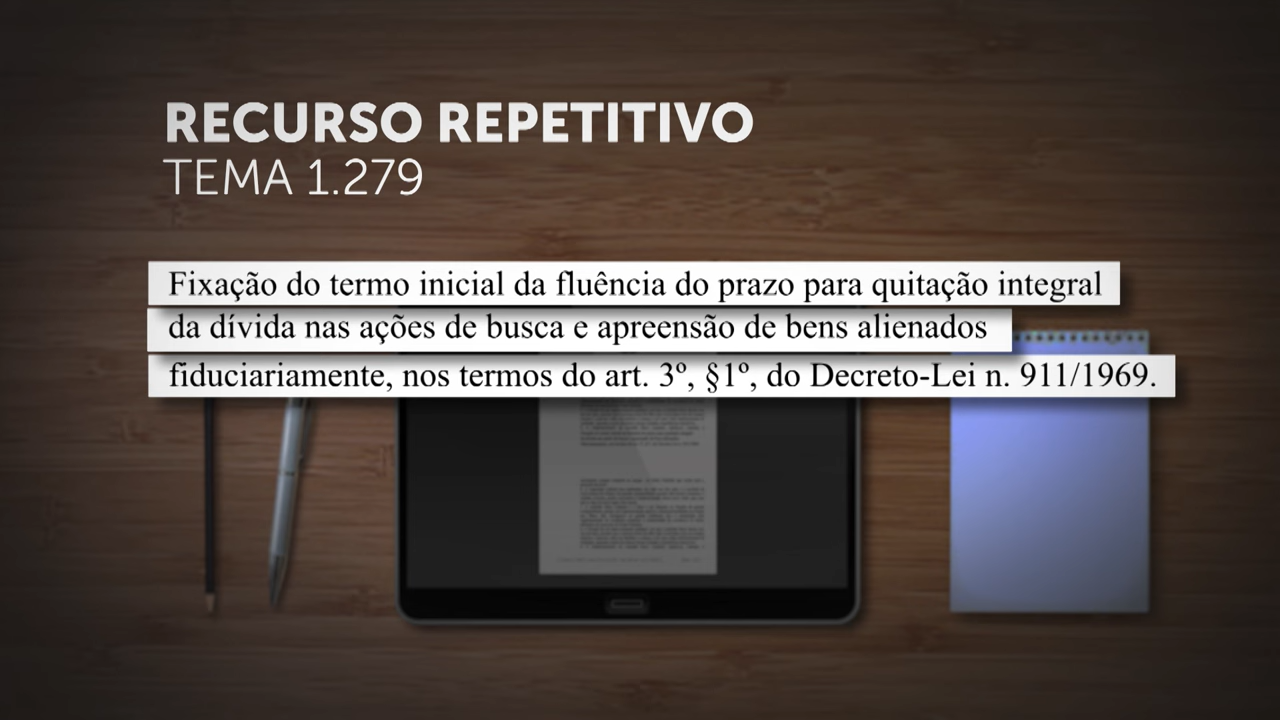 RECURSO REPETITIVO
TEMA 1.279
Fixação do termo inicial da fluência do prazo para quitação integral
da dívida nas ações de busca e apreensão de bens alienados
fiduciariamente, nos termos do art. 3º, §1º, do Decreto-Lei n. 911/1969.